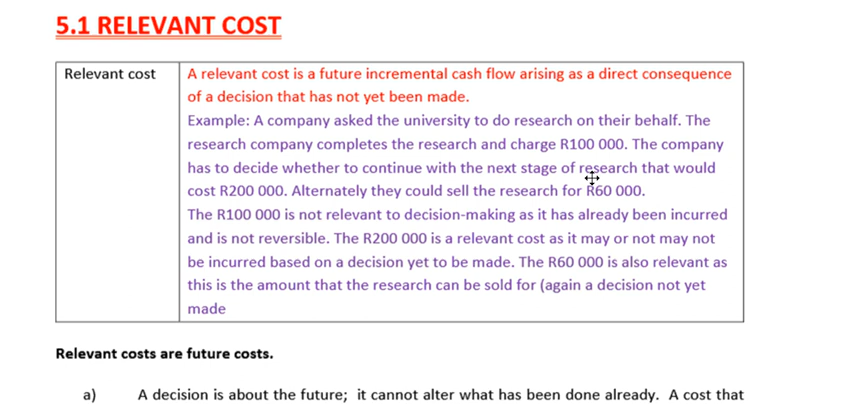 5.1 RELEVANT COST
Relevant cost
A relevant cost is a future incremental cash flow arising as a direct consequence
of a decision that has not yet been made.
Example: A company asked the university to do research on their behalf. The
research company completes the research and charge R100 000. The company
has to decide whether to continue with the next stage of research that would
cost R200 000. Alternately they could sell the research for R60 000.
The R100 000 is not relevant to decision-making as it has already been incurred
and is not reversible. The R200 000 is a relevant cost as it may or not may not
be incurred based on a decision yet to be made. The R60 000 is also relevant as
this is the amount that the research can be sold for (again a decision not yet
made
Relevant costs are future costs.
a) A decision is about the future; it cannot alter what has been done already. A cost that